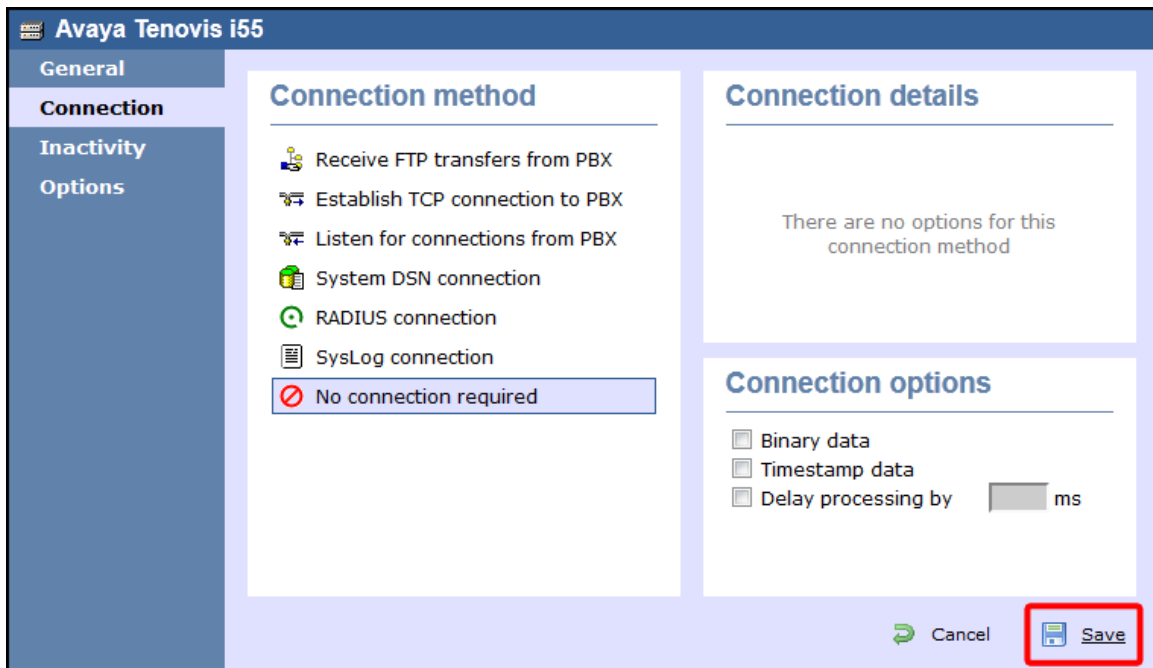 Avaya Tenovis i55
General
Connection
Inactivity
Options
Connection method
Receive FTP transfers from PBX
Establish TCP connection to PBX
Listen for connections from PBX
System DSN connection
RADIUS connection
SysLog connection
No connection required
Connection details
There are no options for this
connection method
Connection options
Binary data
Timestamp data
Delay processing by ms
Cancel Save